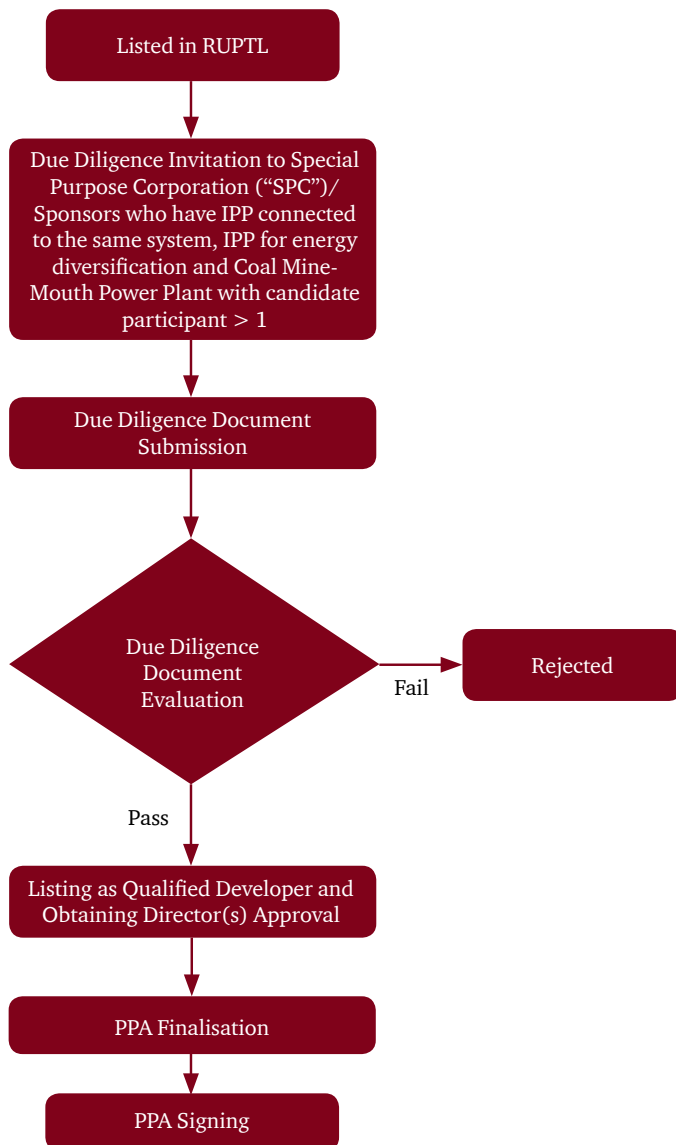 Listed in RUPTL
Due Diligence Invitation to Special
Purpose Corporation (“SPC”)/
Sponsors who have IPP connected
to the same system, IPP for energy
diversification and Coal Mine-
Mouth Power Plant with candidate
participant > 1
Due Diligence Document
Submission
Due Diligence
Document
Evaluation
Fail
Rejected
Pass
Listing as Qualified Developer and
Obtaining Director(s) Approval
PPA Finalisation
PPA Signing